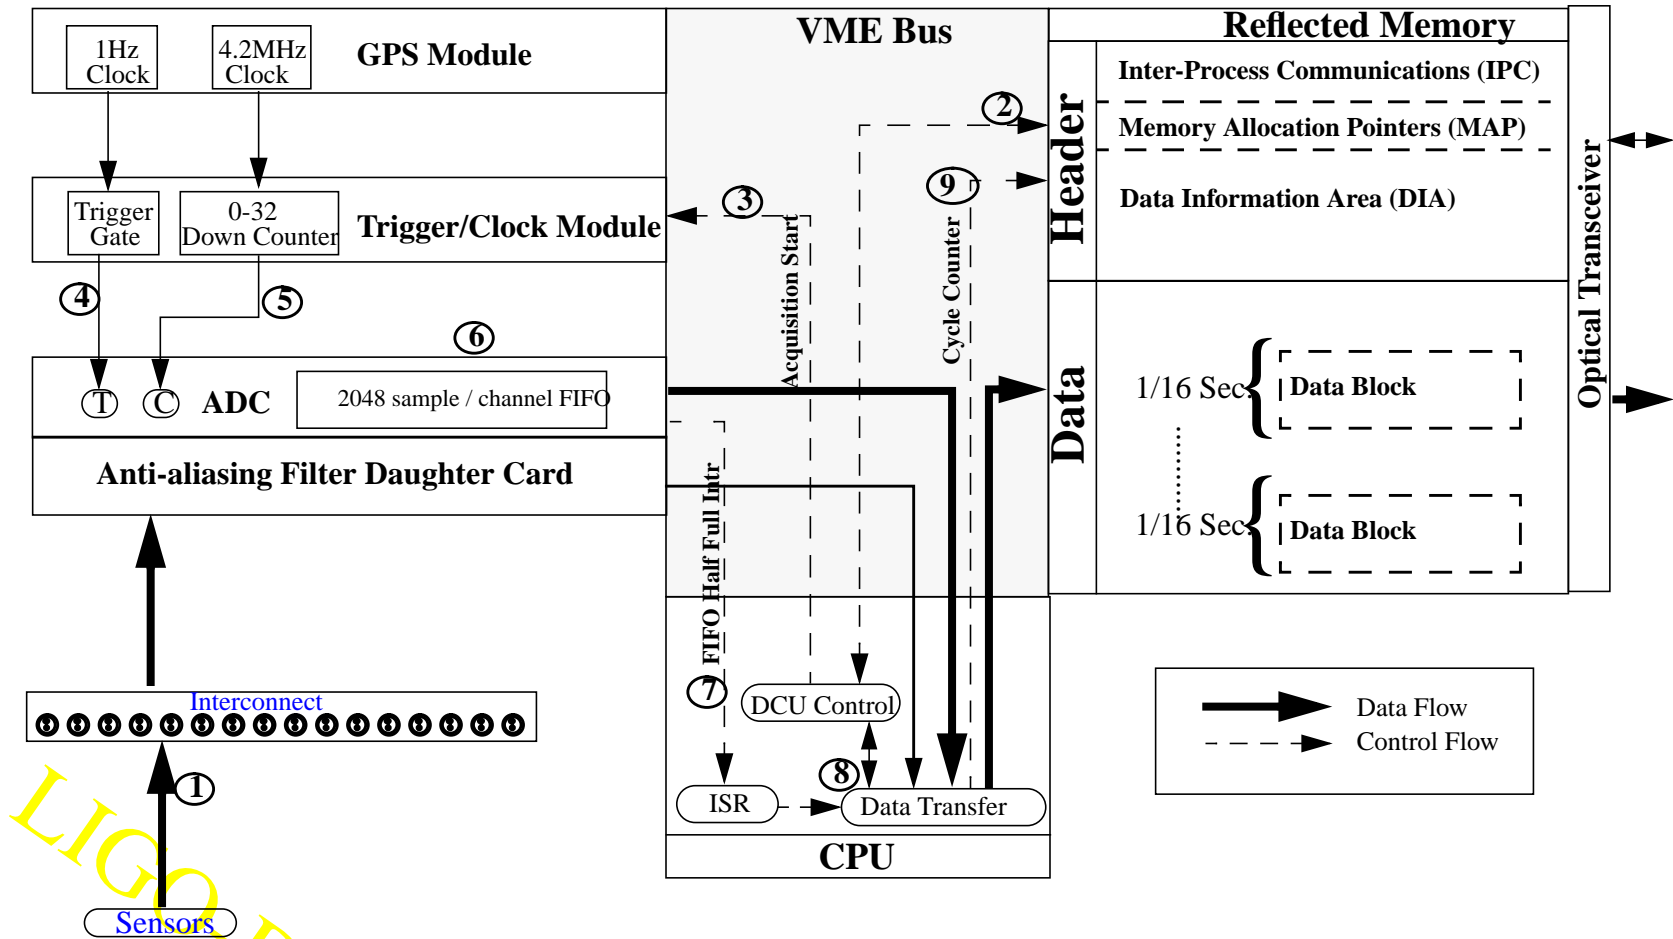 1Hz
Clock
4.2MHz
Clock
GPS Module
VME Bus
Reflected Memory
Inter-Process Communications (IPC)
Memory Allocation Pointers (MAP)
Data Information Area (DIA)
Header
Optical Transceiver
2
9
3
Trigger
Gate
0-32
Down Counter
Trigger/Clock Module
Acquisition Start
Cycle Counter
4
5
6
T
C
ADC
2048 sample / channel FIFO
Data
1/16 Sec.
Data Block
1/16 Sec.
Data Block
Anti-aliasing Filter Daughter Card
FIFO Half Full Intr
7
DCU Control
8
ISR
Data Transfer
CPU
Interconnect
1
Sensors
Data Flow
Control Flow